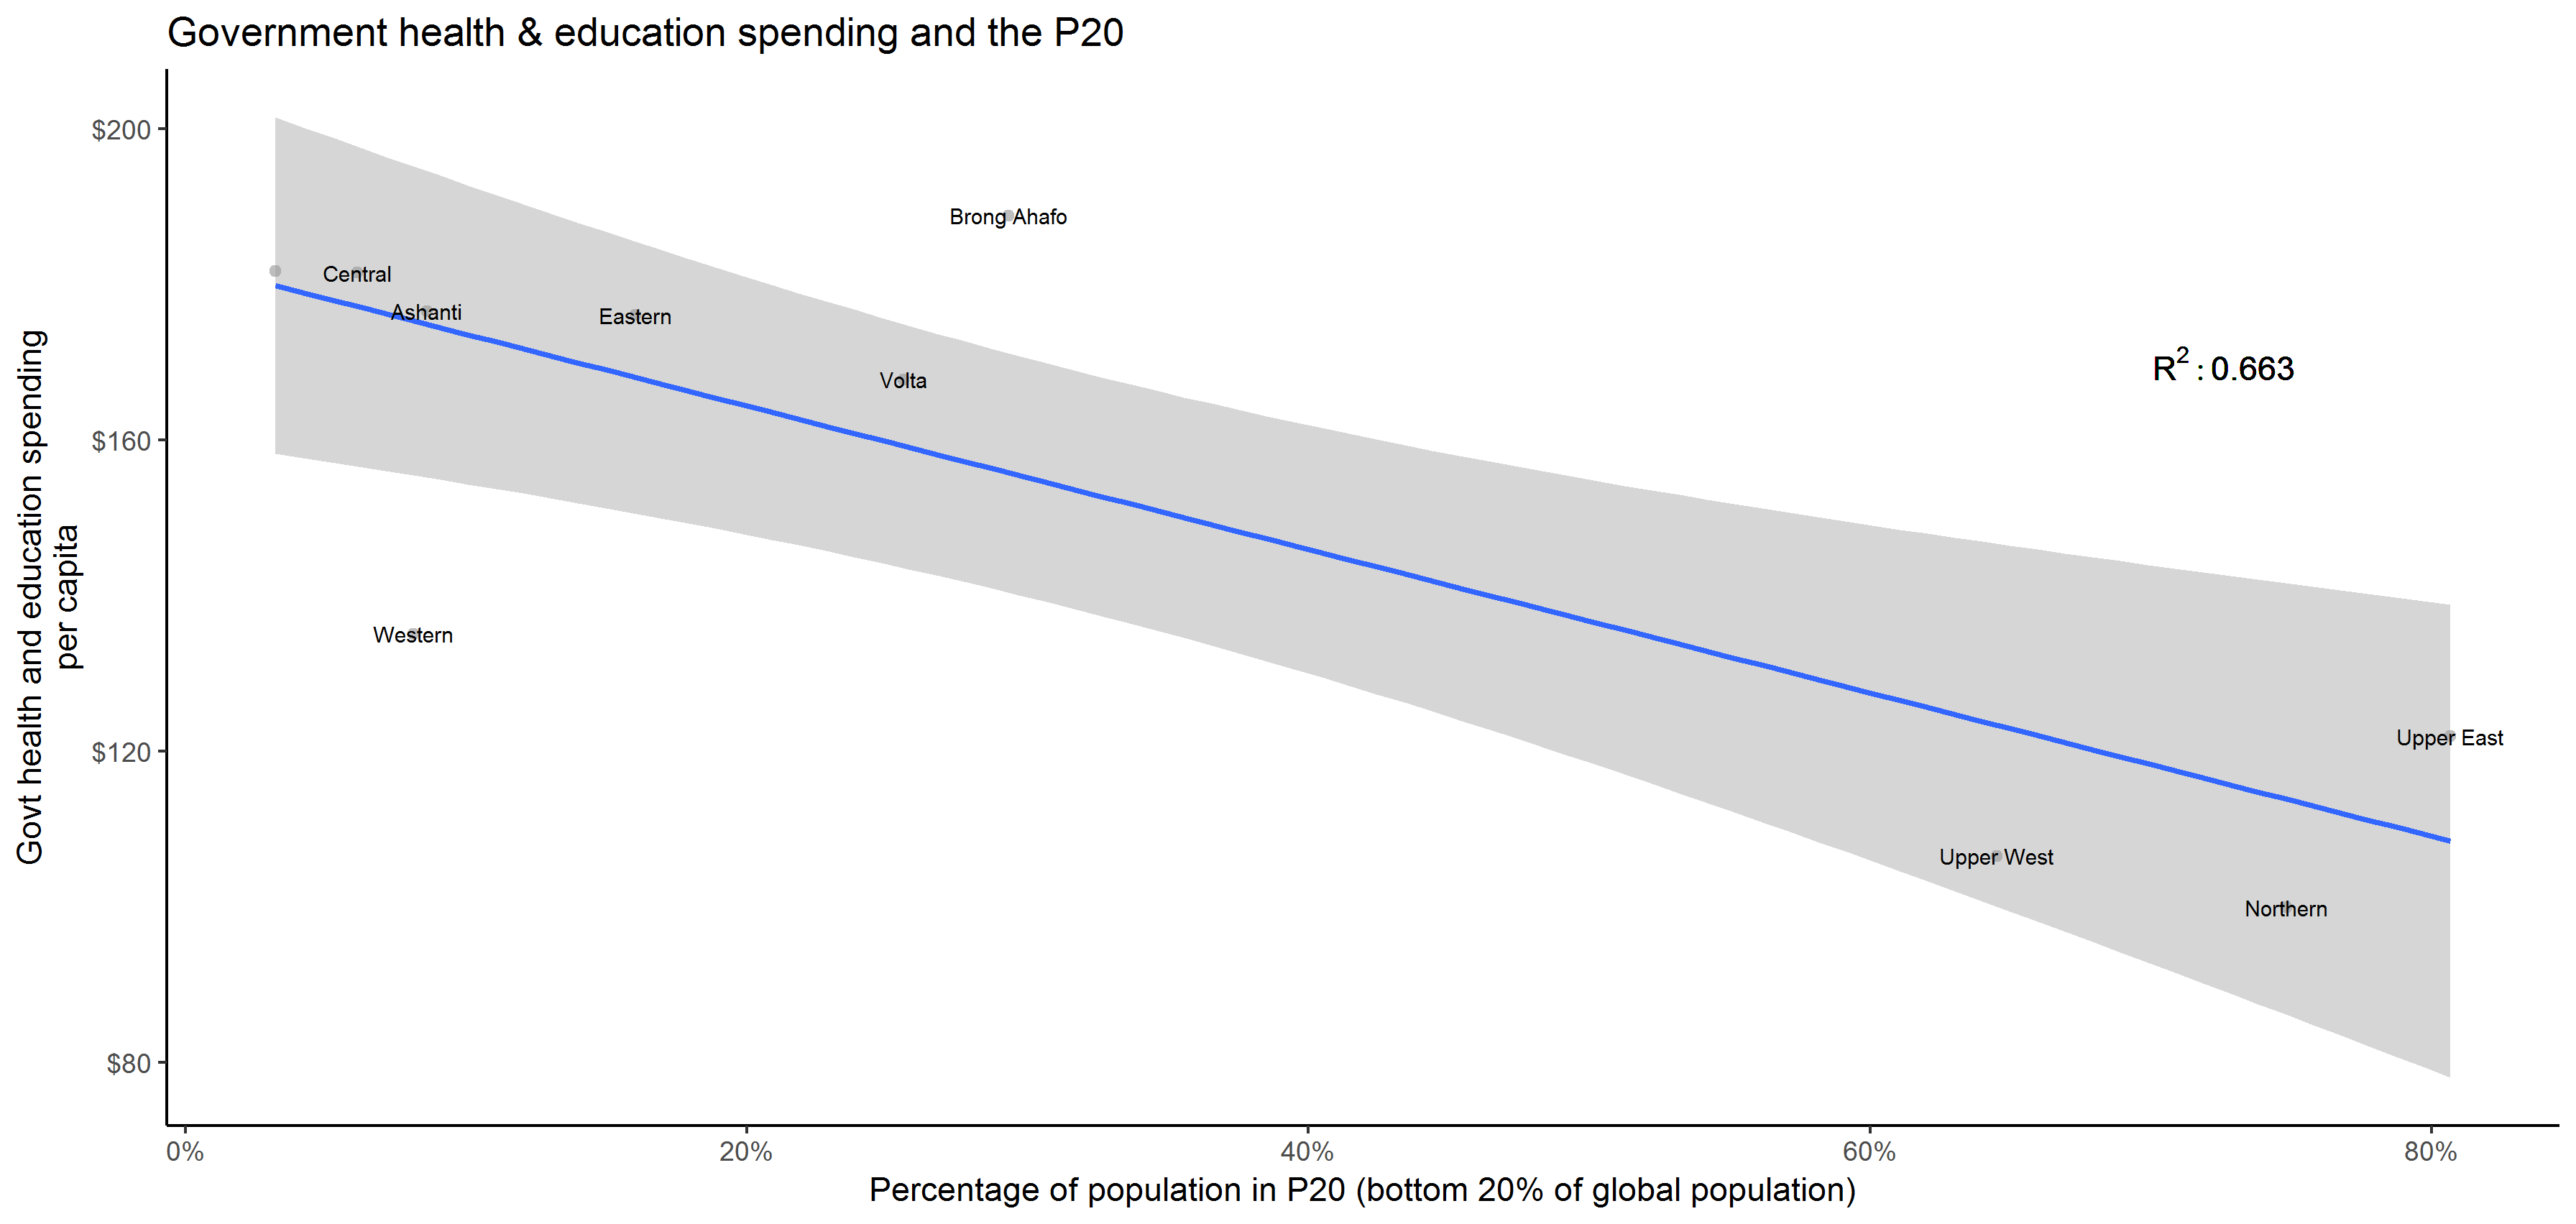 Government health & education spending and the P20
Govt health and education spending
per capita
$200
$160
$120
$80
Brong Ahafo
Central
Ashanti
Eastern
Volta
R² : 0.663
Western
Upper East
Upper West
Northern
0% 20% 40% 60% 80%
Percentage of population in P20 (bottom 20% of global population)